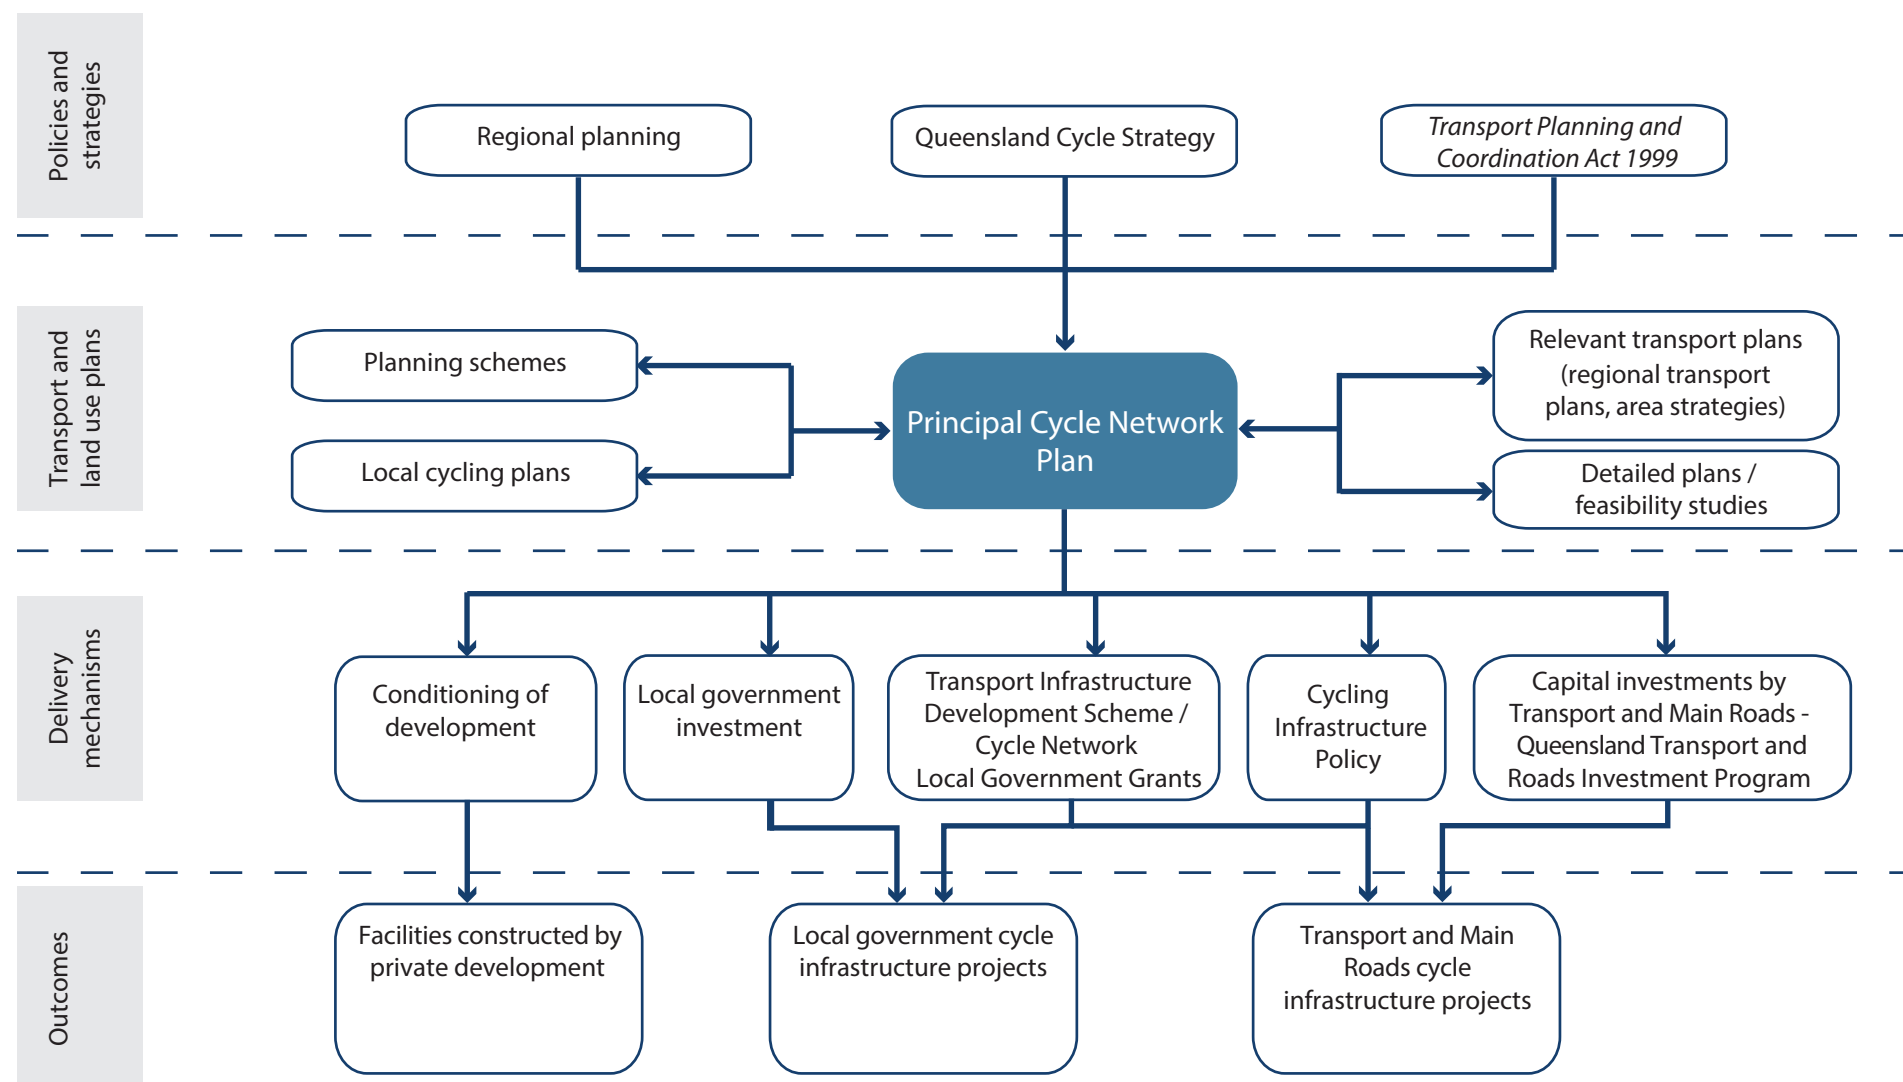 Policies and
strategies
Regional planning
Queensland Cycle Strategy
Transport Planning and
Coordination Act 1999
Transport and
land use plans
Planning schemes
Local cycling plans
Principal Cycle Network
Plan
Relevant transport plans
(regional transport
plans, area strategies)
Detailed plans /
feasibility studies
Delivery
mechanisms
Conditioning of
development
Local government
investment
Transport Infrastructure
Development Scheme /
Cycle Network
Local Government Grants
Cycling
Infrastructure
Policy
Capital investments by
Transport and Main Roads -
Queensland Transport and
Roads Investment Program
Outcomes
Facilities constructed by
private development
Local government cycle
infrastructure projects
Transport and Main
Roads cycle
infrastructure projects